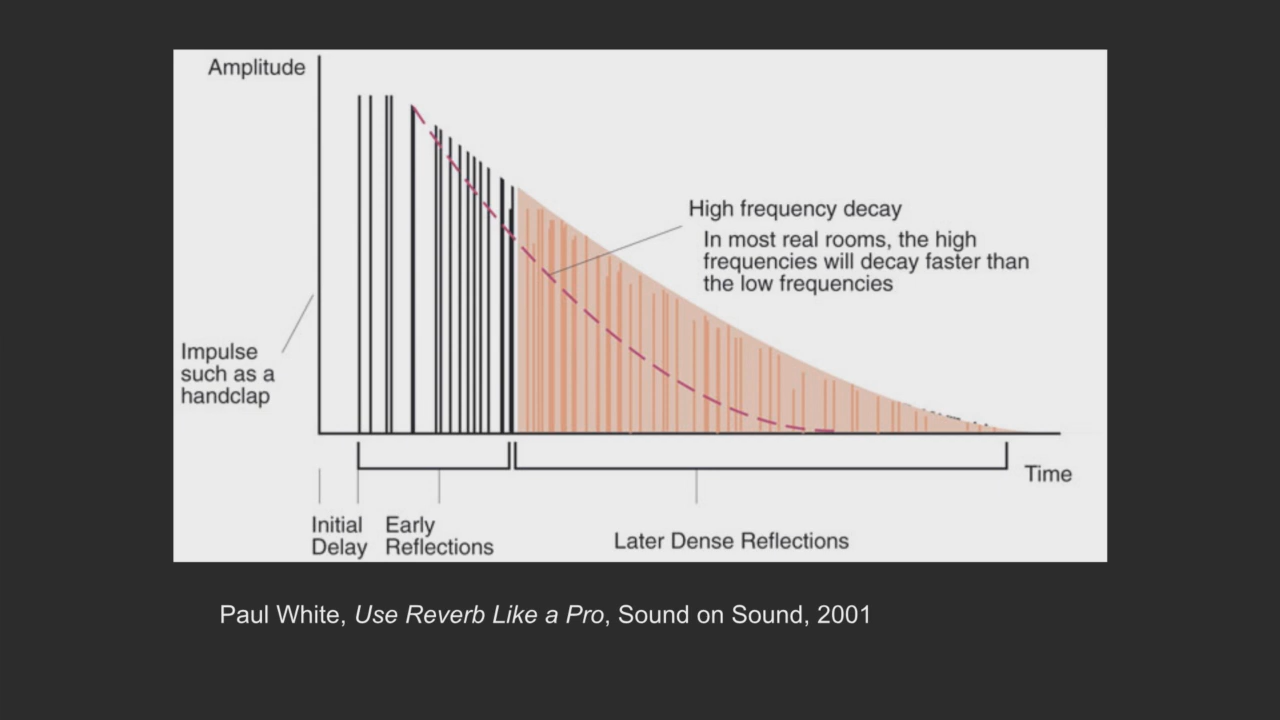 Amplitude
High frequency decay
In most real rooms, the high
frequencies will decay faster than
the low frequencies
Impulse
such as a
handclap
Time
Initial
Delay
Early
Reflections
Later Dense Reflections
Paul White, Use Reverb Like a Pro, Sound on Sound, 2001